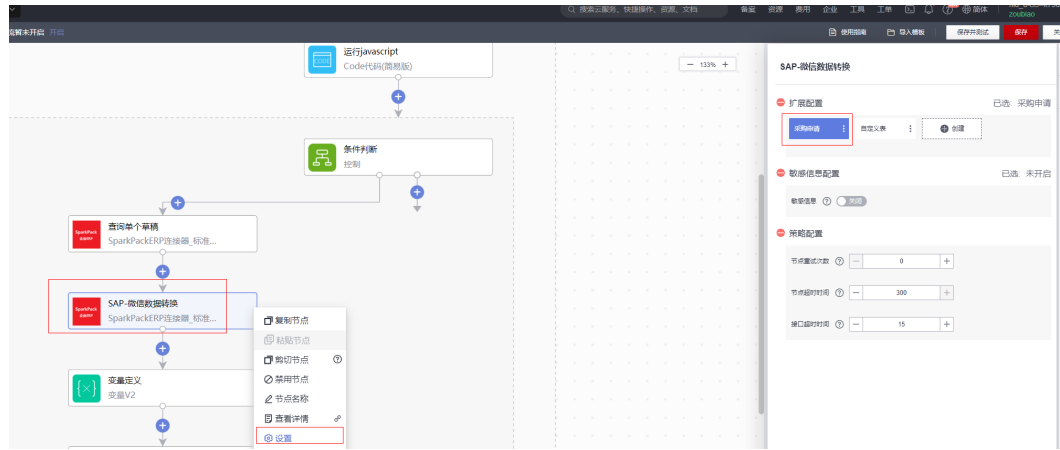 搜索云服务、快捷操作、资源、文档
备案 资源 费用 企业 工具 工单 简体
zoubiao
流暂未开启 开启
使用指南 导入模板 保存并测试 保存 关
运行javascript
Code代码(简易版)
133%
条件判断
控制
查询单个草稿
SparkPackERP连接器_标准...
SAP-微信数据转换
SparkPackERP连接器_标准...
变量定义
变量V2
复制节点
粘贴节点
剪切节点
禁用节点
节点名称
查看详情
设置
SAP-微信数据转换
扩展配置 已选: 采购申请
采购申请 自定义表 创建
敏感信息配置 已选: 未开启
敏感信息 关闭
策略配置
节点重试次数 0
节点超时时间 300
接口超时时间 15